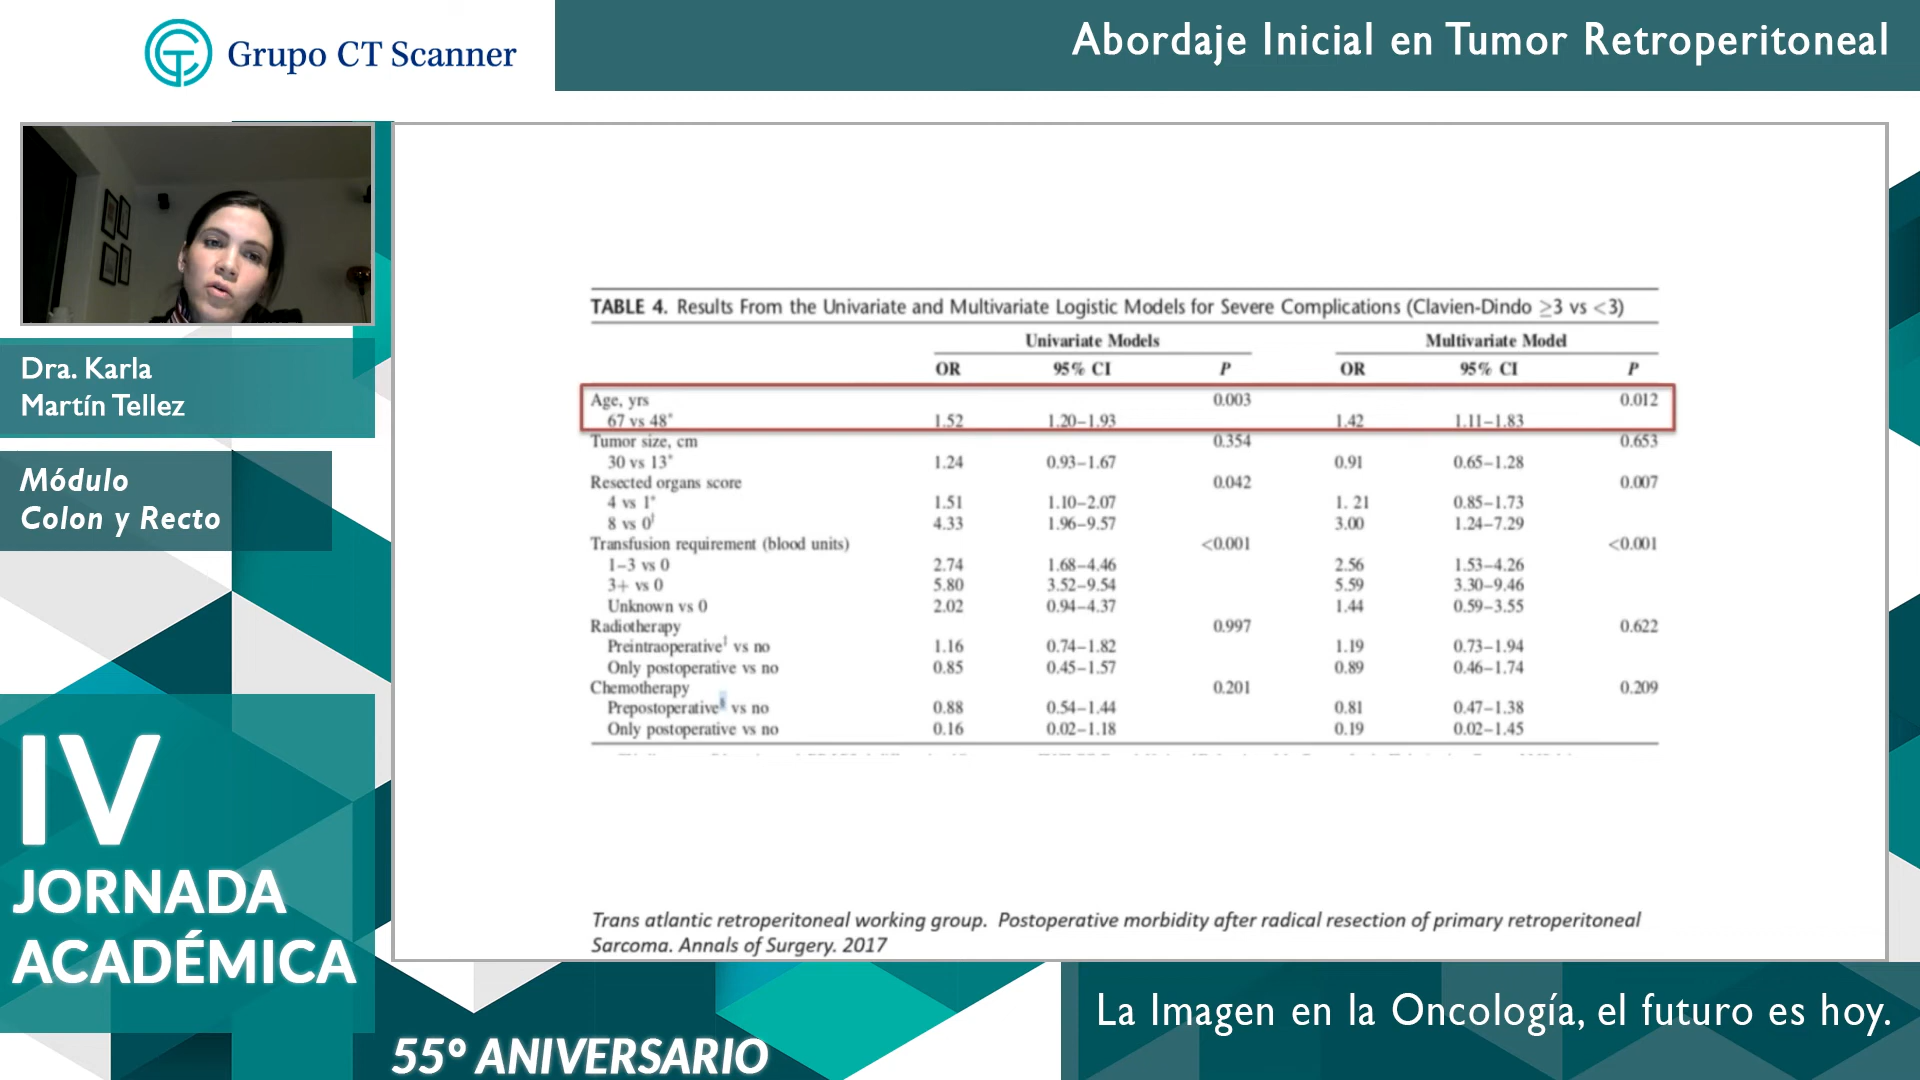 Grupo CT Scanner
Abordaje Inicial en Tumor Retroperitoneal
Dra. Karla
Martín Tellez
Módulo
Colon y Recto
IV
JORNADA
ACADÉMICA
55º ANIVERSARIO
TABLE 4. Results From the Univariate and Multivariate Logistic Models for Severe Complications (Clavien-Dindo ≥3 vs <3)
Univariate Models Multivariate Model
OR 95% CI P OR 95% CI P
Age, yrs 0.003 0.012
67 vs 48* 1.52 1.20–1.93 1.42 1.11–1.83
Tumor size, cm 0.354 0.653
30 vs 13* 1.24 0.93–1.67 0.91 0.65–1.28
Resected organs score 0.042 0.007
4 vs 1* 1.51 1.10–2.07 1. 21 0.85–1.73
8 vs 0† 4.33 1.96–9.57 3.00 1.24–7.29
Transfusion requirement (blood units) <0.001 <0.001
1–3 vs 0 2.74 1.68–4.46 2.56 1.53–4.26
3+ vs 0 5.80 3.52–9.54 5.59 3.30–9.46
Unknown vs 0 2.02 0.94–4.37 1.44 0.59–3.55
Radiotherapy 0.997 0.622
Preintraoperative vs no 1.16 0.74–1.82 1.19 0.73–1.94
Only postoperative vs no 0.85 0.45–1.57 0.89 0.46–1.74
Chemotherapy 0.201 0.209
Prepostoperative vs no 0.88 0.54–1.44 0.81 0.47–1.38
Only postoperative vs no 0.16 0.02–1.18 0.19 0.02–1.45
Trans atlantic retroperitoneal working group. Postoperative morbidity after radical resection of primary retroperitoneal
Sarcoma. Annals of Surgery. 2017
La Imagen en la Oncología, el futuro es hoy.